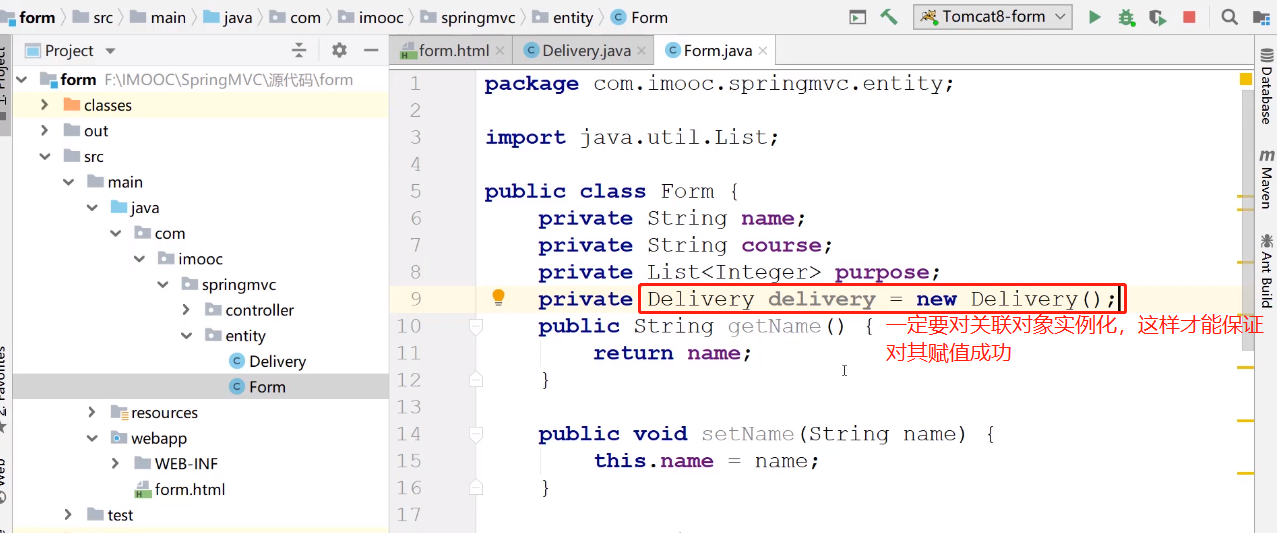 form src main java com imooc springmvc entity Form Tomcat8-form
Project
form.html Delivery.java Form.java
form F:\IMOOC\SpringMVC\源代码\form
classes
out
src
main
java
com
imooc
springmvc
controller
entity
Delivery
Form
resources
webapp
WEB-INF
form.html
test
1 package com.imooc.springmvc.entity;
2
3 import java.util.List;
4
5 public class Form {
6 private String name;
7 private String course;
8 private List<Integer> purpose;
9 private Delivery delivery = new Delivery();
10 public String getName() {
一定要对关联对象实例化，这样才能保证
对其赋值成功
11 return name;
12 }
13
14 public void setName(String name) {
15 this.name = name;
16 }
17
Database
m Maven
Ant Build